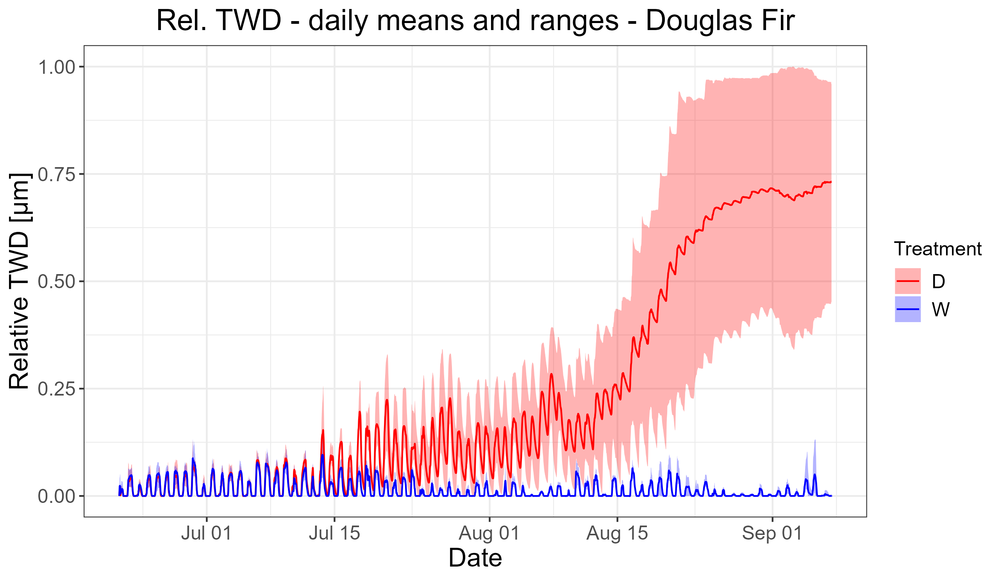 Rel. TWD - daily means and ranges - Douglas Fir
Relative TWD [µm]
1.00
0.75
0.50
0.25
0.00
Jul 01
Jul 15
Aug 01
Aug 15
Sep 01
Date
Treatment
D
W